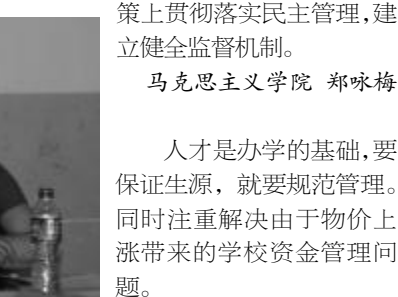 策上贯彻落实民主管理,建
立健全监督机制。
马克思主义学院 郑咏梅
人才是办学的基础,要
保证生源，就要规范管理。
同时注重解决由于物价上
涨带来的学校资金管理问
题。